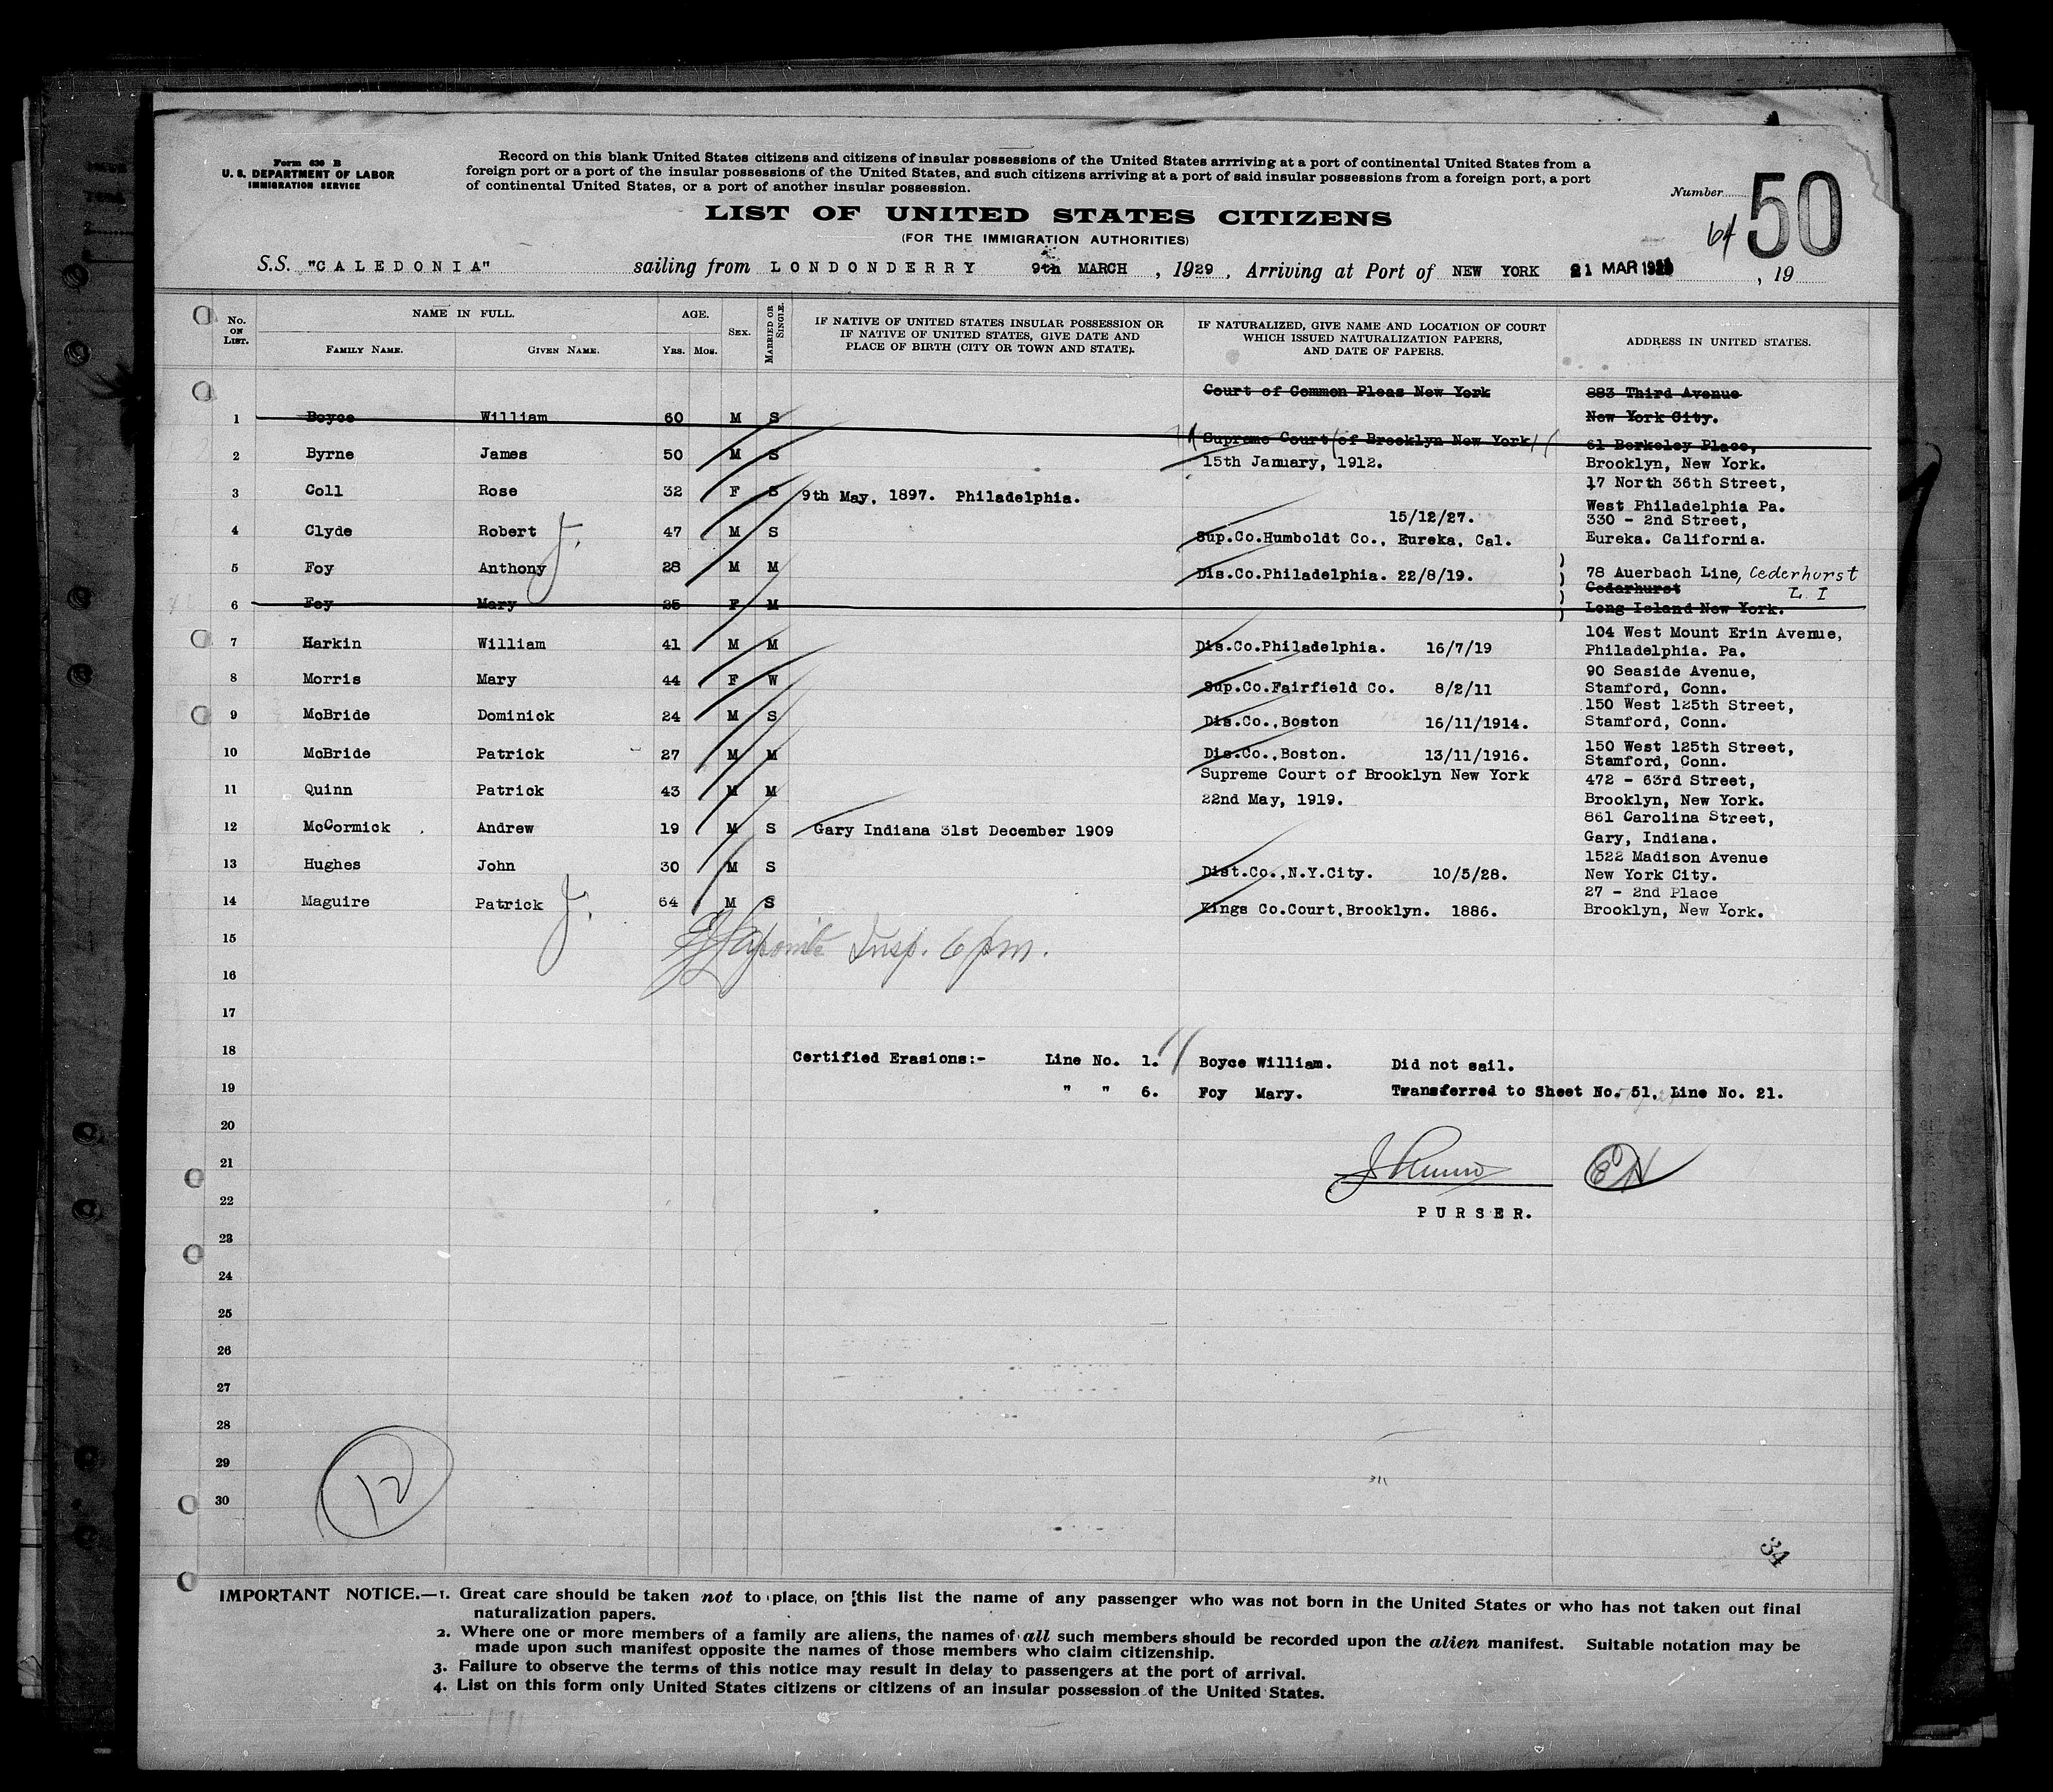 Form 630 B
U. S. DEPARTMENT OF LABOR
IMMIGRATION SERVICE
Record on this blank United States citizens and citizens of insular possessions of the United States arrriving at a port of continental United States from a
foreign port or a port of the insular possessions of the United States, and such citizens arriving at a port of said insular possessions from a foreign port, a port
of continental United States, or a port of another insular possession.
Number 50
64
LIST OF UNITED STATES CITIZENS
(FOR THE IMMIGRATION AUTHORITIES)
S.S. "CALEDONIA" sailing from LONDONDERRY 9th MARCH, 1929, Arriving at Port of NEW YORK 21 MAR 1929, 19
No. ON LIST. NAME IN FULL. FAMILY NAME. GIVEN NAME. AGE. Yrs. Mos. SEX. MARRIED OR SINGLE. IF NATIVE OF UNITED STATES INSULAR POSSESSION OR IF NATIVE OF UNITED STATES, GIVE DATE AND PLACE OF BIRTH (CITY OR TOWN AND STATE). IF NATURALIZED, GIVE NAME AND LOCATION OF COURT WHICH ISSUED NATURALIZATION PAPERS, AND DATE OF PAPERS. ADDRESS IN UNITED STATES.
Court of Common Pleas New York 883 Third Avenue
1 Boyce William 60 M S New York City.
Supreme Court of Brooklyn New York 61 Berkeley Place,
2 Byrne James 50 M S 15th January, 1912. Brooklyn, New York.
3 Coll Rose 32 F S 9th May, 1897. Philadelphia. 17 North 36th Street,
West Philadelphia Pa.
15/12/27. 330 - 2nd Street,
4 Clyde Robert J. 47 M S Sup.Co.Humboldt Co., Eureka, Cal. Eureka. California.
5 Foy Anthony 28 M M Dis.Co.Philadelphia. 22/8/19. 78 Auerbach Line, Cederhurst
Cedarhurst L. I
6 Foy Mary 25 F M Long Island New York.
104 West Mount Erin Avenue,
7 Harkin William 41 M M Dis.Co.Philadelphia. 16/7/19 Philadelphia. Pa.
90 Seaside Avenue,
8 Morris Mary 44 F W Sup.Co.Fairfield Co. 8/2/11 Stamford, Conn.
150 West 125th Street,
9 McBride Dominick 24 M S Dis.Co.,Boston 16/11/1914. Stamford, Conn.
150 West 125th Street,
10 McBride Patrick 27 M M Dis.Co.,Boston. 13/11/1916. Stamford, Conn.
Supreme Court of Brooklyn New York 472 - 63rd Street,
11 Quinn Patrick 43 M M 22nd May, 1919. Brooklyn, New York.
861 Carolina Street,
12 McCormick Andrew 19 M S Gary Indiana 31st December 1909 Gary, Indiana.
1522 Madison Avenue
13 Hughes John 30 M S Dist.Co.,N.Y.City. 10/5/28. New York City.
27 - 2nd Place
14 Maguire Patrick J. 64 M S Kings Co.Court,Brooklyn. 1886. Brooklyn, New York.
15 Insp. 6 pm.
16
17
18 Certified Erasions:- Line No. 1. Boyce William. Did not sail.
19 " " 6. Foy Mary. Transferred to Sheet No. 51, Line No. 21.
20
21
22 PURSER.
23
24
25
26
27
28
29
12
30
34
IMPORTANT NOTICE.—1. Great care should be taken not to place on this list the name of any passenger who was not born in the United States or who has not taken out final
naturalization papers.
2. Where one or more members of a family are aliens, the names of all such members should be recorded upon the alien manifest. Suitable notation may be
made upon such manifest opposite the names of those members who claim citizenship.
3. Failure to observe the terms of this notice may result in delay to passengers at the port of arrival.
4. List on this form only United States citizens or citizens of an insular possession of the United States.